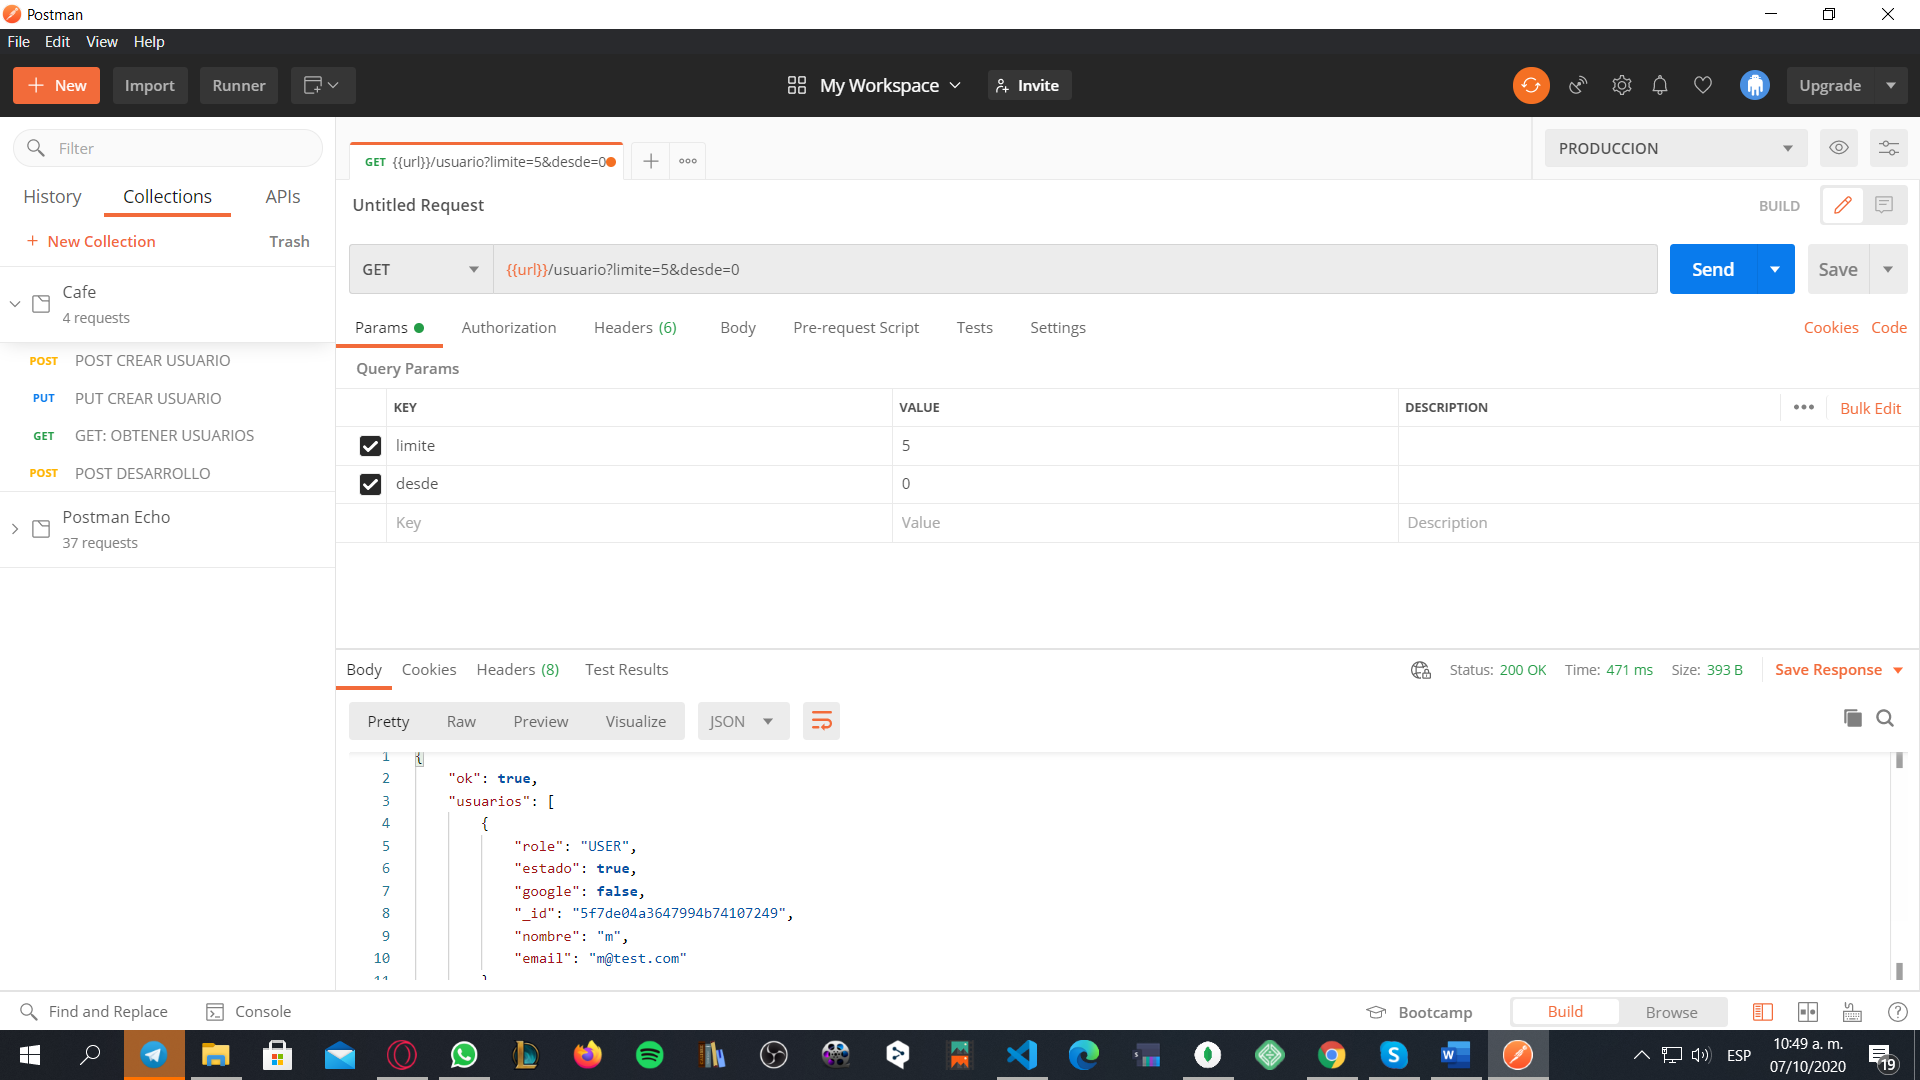 Postman
File Edit View Help
New Import Runner My Workspace Invite Upgrade
Filter
GET {{url}}/usuario?limite=5&desde=0
PRODUCCION
History Collections APIs
Untitled Request BUILD
New Collection Trash
GET {{url}}/usuario?limite=5&desde=0 Send Save
Cafe
4 requests
Params Authorization Headers (6) Body Pre-request Script Tests Settings Cookies Code
POST POST CREAR USUARIO
PUT PUT CREAR USUARIO
GET GET: OBTENER USUARIOS
POST POST DESARROLLO
Postman Echo
37 requests
Query Params
KEY VALUE DESCRIPTION Bulk Edit
limite 5
desde 0
Key Value Description
Body Cookies Headers (8) Test Results Status: 200 OK Time: 471 ms Size: 393 B Save Response
Pretty Raw Preview Visualize JSON
1 {
2 "ok": true,
3 "usuarios": [
4 {
5 "role": "USER",
6 "estado": true,
7 "google": false,
8 "_id": "5f7de04a3647994b74107249",
9 "nombre": "m",
10 "email": "m@test.com"
11 }
Find and Replace Console Bootcamp Build Browse
ESP 10:49 a. m.
07/10/2020 19